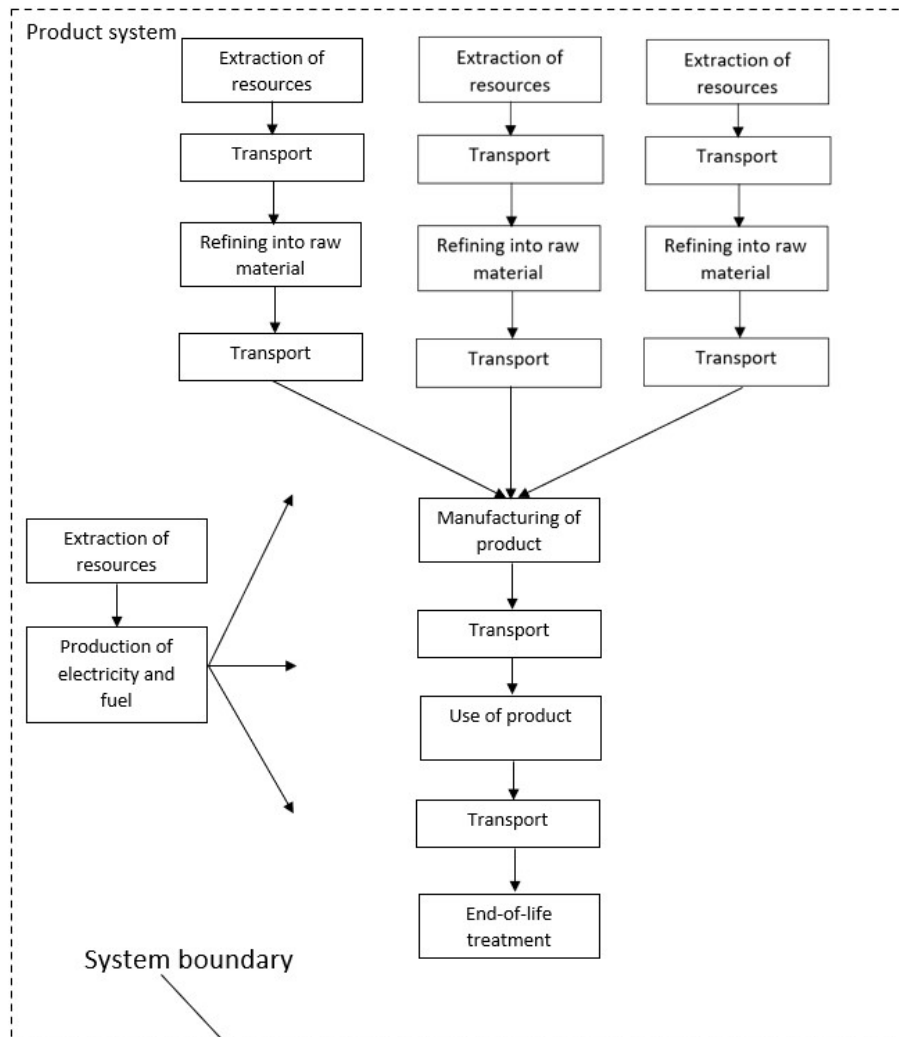 Product system
Extraction of
resources
Extraction of
resources
Extraction of
resources
Transport
Transport
Transport
Refining into raw
material
Refining into raw
material
Refining into raw
material
Transport
Transport
Transport
Manufacturing of
product
Extraction of
resources
Transport
Production of
electricity and
fuel
Use of product
Transport
End-of-life
treatment
System boundary